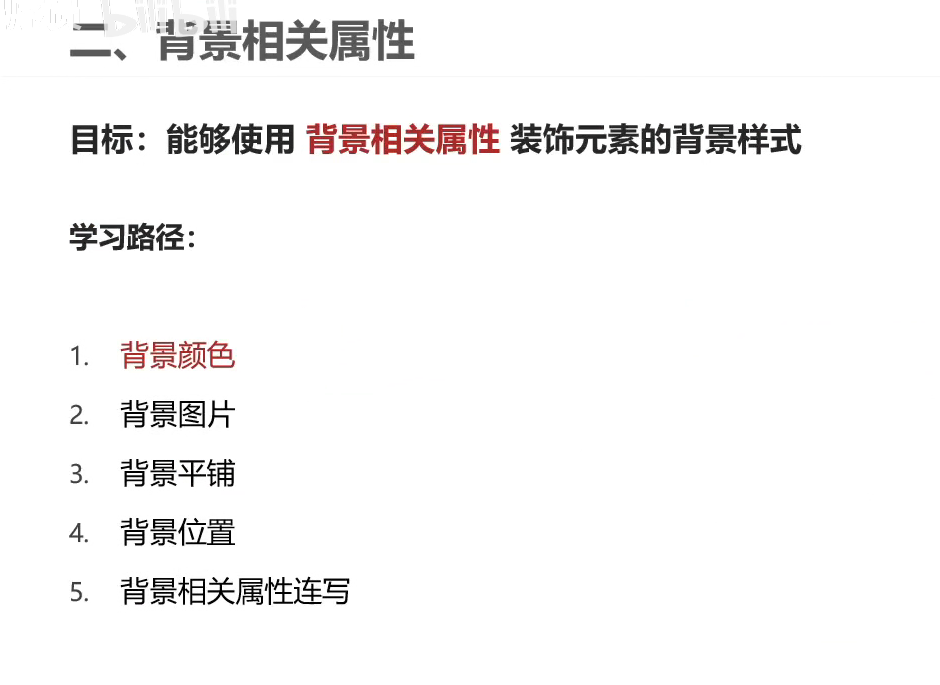 二、背景相关属性
目标：能够使用 背景相关属性 装饰元素的背景样式
学习路径：
1. 背景颜色
2. 背景图片
3. 背景平铺
4. 背景位置
5. 背景相关属性连写